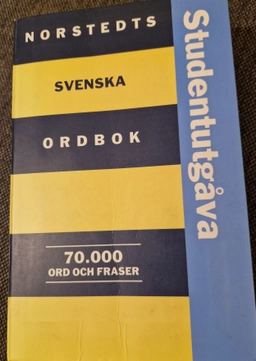 NORSTEDTS
SVENSKA
ORDBOK
70.000
ORD OCH FRASER
Studentutgåva